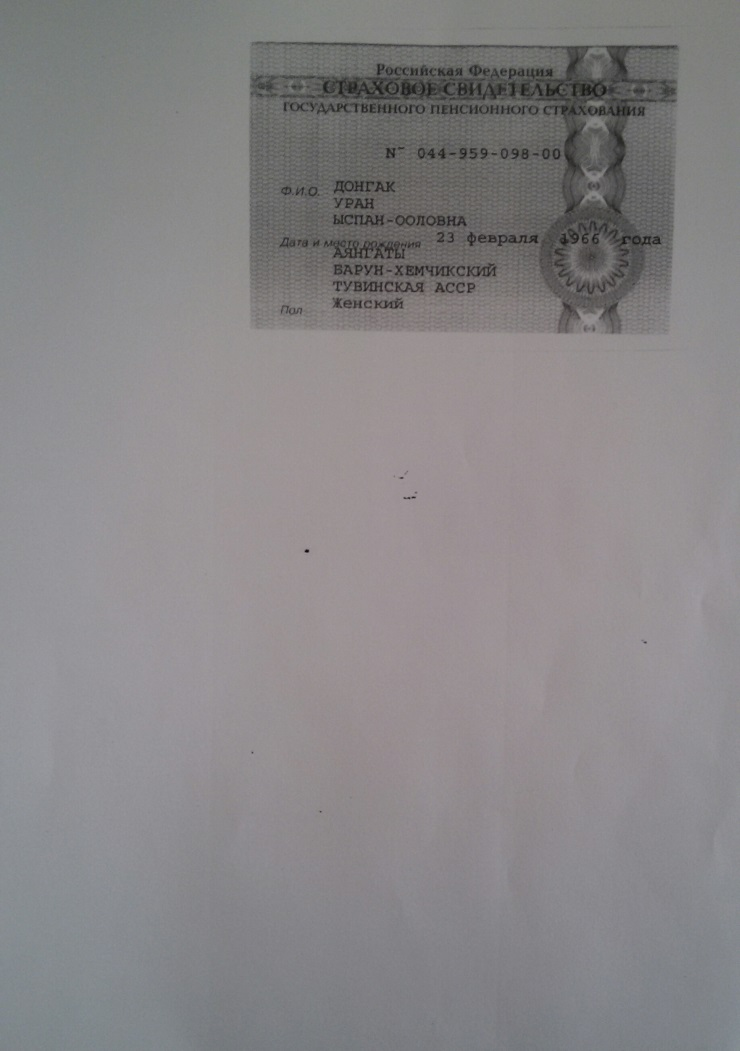 Российская Федерация
СТРАХОВОЕ СВИДЕТЕЛЬСТВО
ГОСУДАРСТВЕННОГО ПЕНСИОННОГО СТРАХОВАНИЯ
N 044-959-098-00
Ф.И.О. ДОНГАК
УРАН
ЫСПАН-ООЛОВНА
Дата и место рождения 23 февраля 1966 года
АЯНГАТЫ
БАРУН-ХЕМЧИКСКИЙ
ТУВИНСКАЯ АССР
Пол Женский